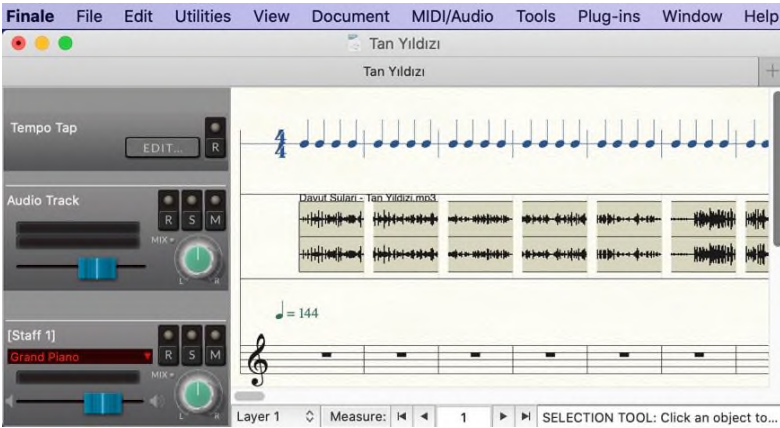 Finale File Edit Utilities View Document MIDI/Audio Tools Plug-ins Window Help
Tan Yıldızı
Tan Yıldızı
Tempo Tap
EDIT... R
4
4
Audio Track
R S M
MIX
L R
Davut Sulari - Tan Yildizi.mp3
= 144
[Staff 1]
Grand Piano
R S M
MIX
L R
Layer 1 Measure: 1 SELECTION TOOL: Click an object to...